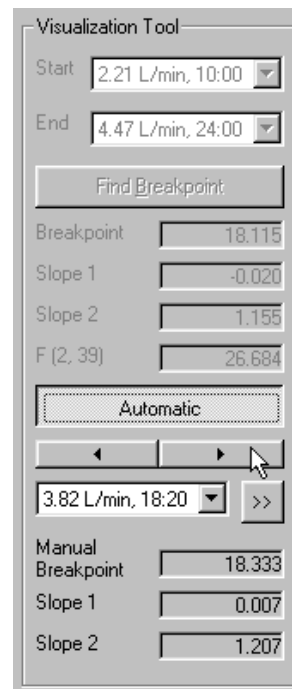 Visualization Tool
Start 2.21 L/min, 10:00
End 4.47 L/min, 24:00
Find Breakpoint
Breakpoint 18.115
Slope 1 -0.020
Slope 2 1.155
F (2, 39) 26.684
Automatic
3.82 L/min, 18:20 >>
Manual
Breakpoint 18.333
Slope 1 0.007
Slope 2 1.207